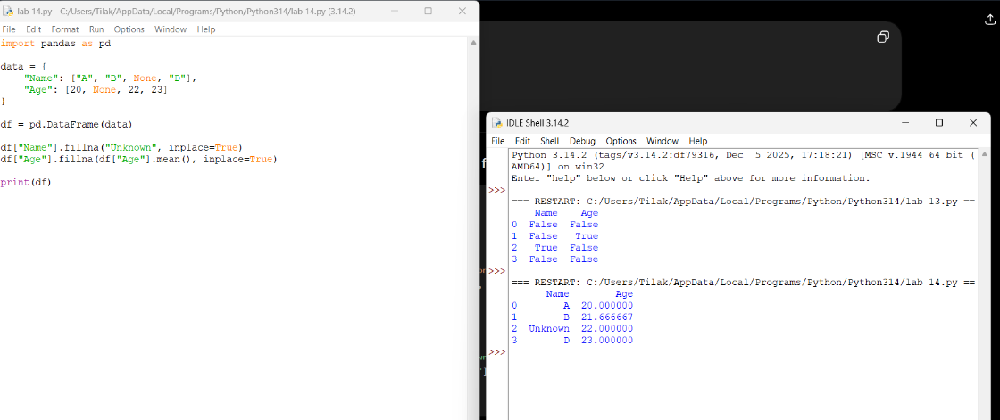 lab 14.py - C:/Users/Tilak/AppData/Local/Programs/Python/Python314/lab 14.py (3.14.2)
File Edit Format Run Options Window Help
import pandas as pd
data = {
    "Name": ["A", "B", None, "D"],
    "Age": [20, None, 22, 23]
}
df = pd.DataFrame(data)
df["Name"].fillna("Unknown", inplace=True)
df["Age"].fillna(df["Age"].mean(), inplace=True)
print(df)
IDLE Shell 3.14.2
File Edit Shell Debug Options Window Help
Python 3.14.2 (tags/v3.14.2:df79316, Dec  5 2025, 17:18:21) [MSC v.1944 64 bit (
AMD64)] on win32
Enter "help" below or click "Help" above for more information.
>>>
=== RESTART: C:/Users/Tilak/AppData/Local/Programs/Python/Python314/lab 13.py ==
    Name    Age
0  False  False
1  False   True
2   True  False
3  False  False
>>>
=== RESTART: C:/Users/Tilak/AppData/Local/Programs/Python/Python314/lab 14.py ==
      Name        Age
0        A  20.000000
1        B  21.666667
2  Unknown  22.000000
3        D  23.000000
>>>